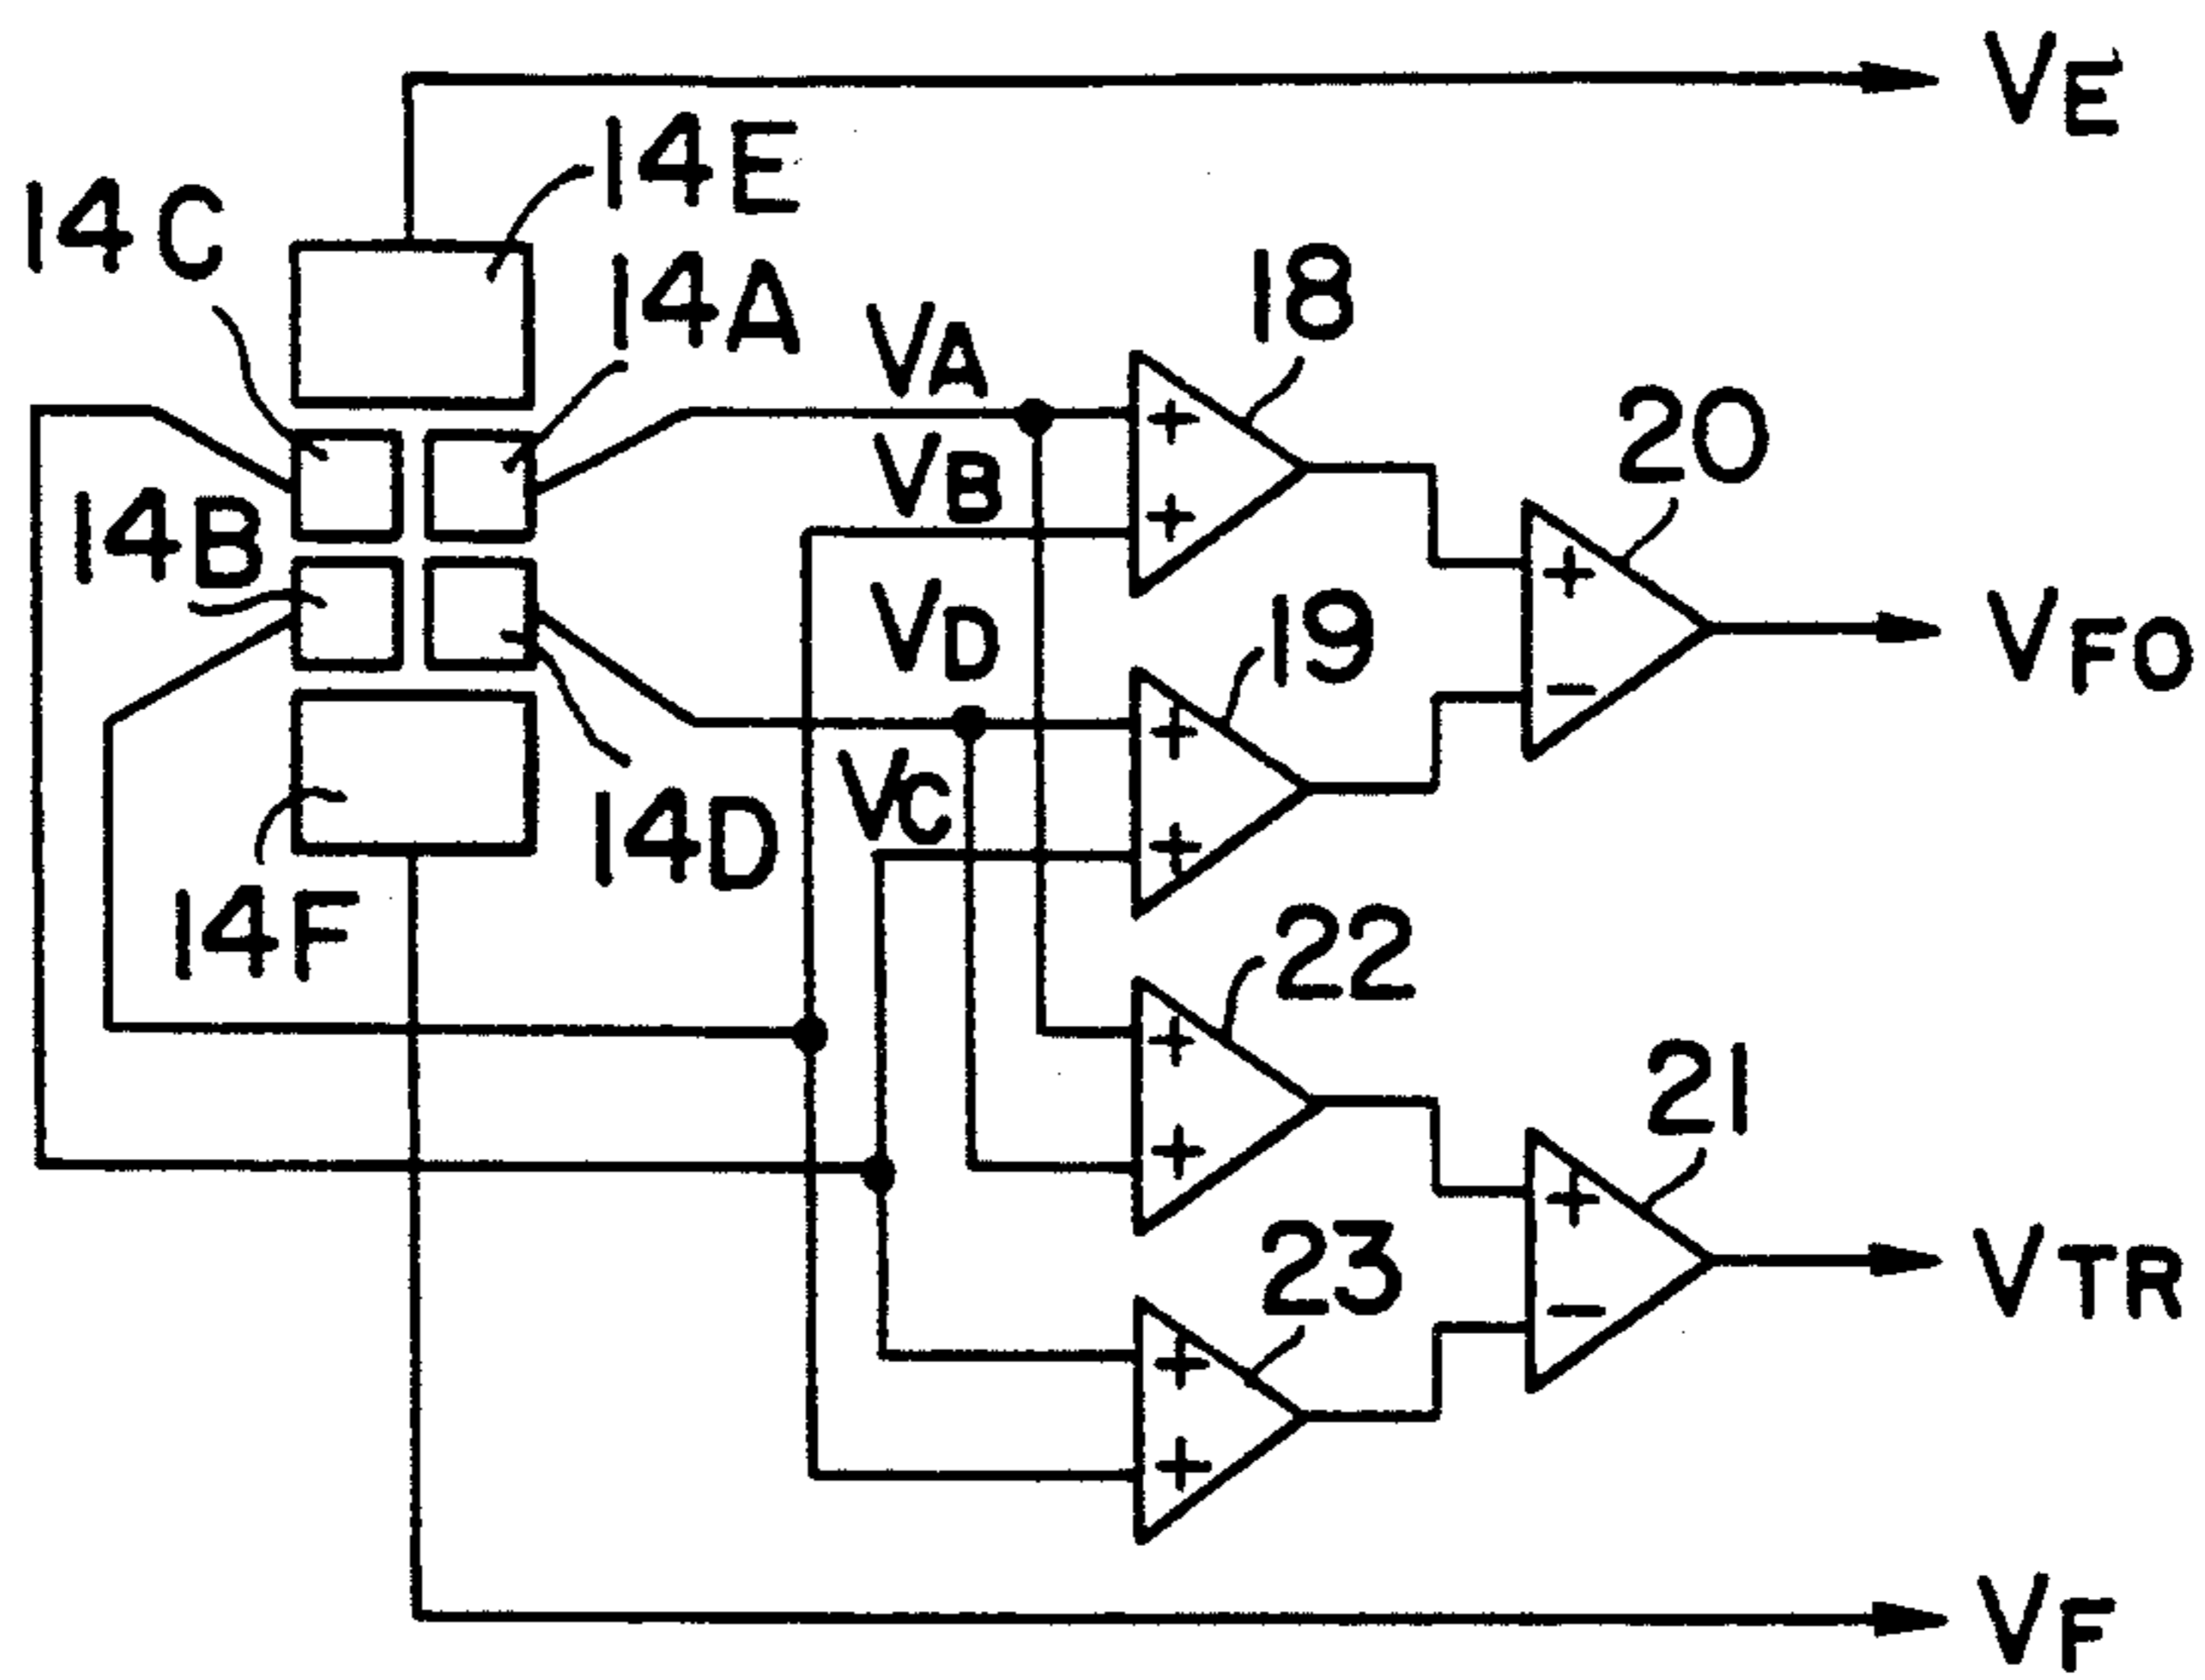 VE
14E
14C
14A
18
VA
20
VB
14B
+
+
+
19
VD
VFO
+
−
VC
14D
+
14F
22
+
21
+
23
+
VTR
+
−
+
VF